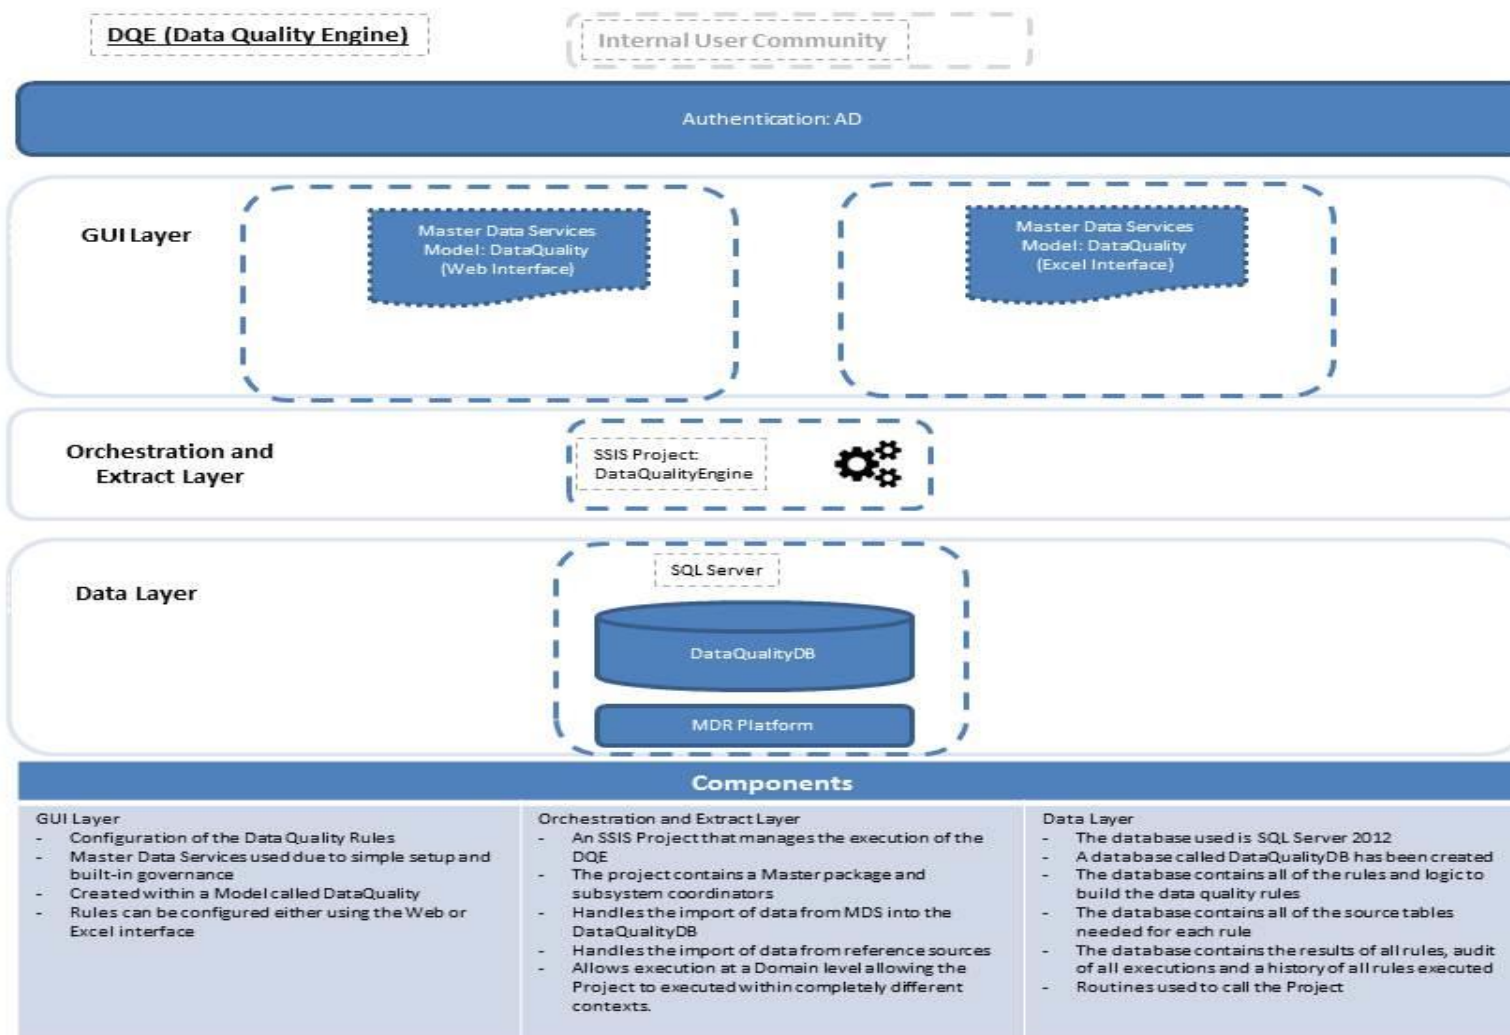 DQE (Data Quality Engine)
Internal User Community
Authentication: AD
GUI Layer
Master Data Services
Model: DataQuality
(Web Interface)
Master Data Services
Model: DataQuality
(Excel Interface)
Orchestration and
Extract Layer
SSIS Project:
DataQualityEngine
Data Layer
SQL Server
DataQualityDB
MDR Platform
Components
GUI Layer
- Configuration of the Data Quality Rules
- Master Data Services used due to simple setup and
built-in governance
- Created within a Model called DataQuality
- Rules can be configured either using the Web or
Excel interface
Orchestration and Extract Layer
- An SSIS Project that manages the execution of the
DQE
- The project contains a Master package and
subsystem coordinators
- Handles the import of data from MDS into the
DataQualityDB
- Handles the import of data from reference sources
- Allows execution at a Domain level allowing the
Project to executed within completely different
contexts.
Data Layer
- The database used is SQL Server 2012
- A database called DataQualityDB has been created
- The database contains all of the rules and logic to
build the data quality rules
- The database contains all of the source tables
needed for each rule
- The database contains the results of all rules, audit
of all executions and a history of all rules executed
- Routines used to call the Project